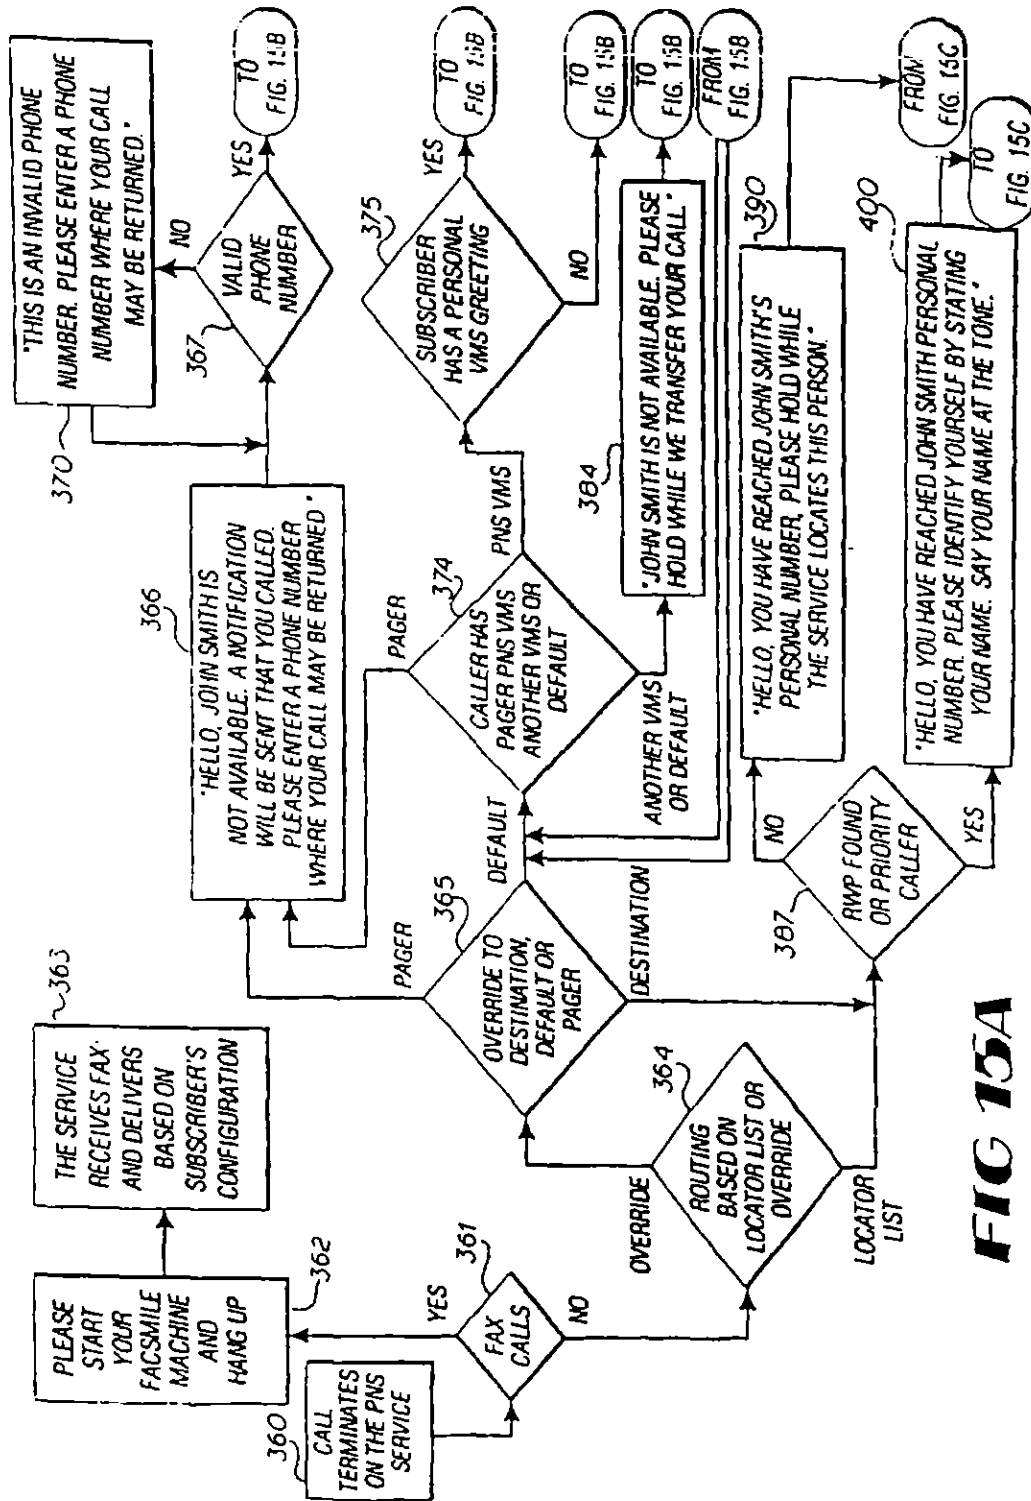 360
CALL
TERMINATES
ON THE PNS
SERVICE
361
FAX
CALLS
YES
NO
362
PLEASE
START
YOUR
FACSMILE
MACHINE
AND
HANG UP
363
THE SERVICE
RECEIVES FAX
AND DELIVERS
BASED ON
SUBSCRIBER'S
CONFIGURATION
364
ROUTING
BASED ON
LOCATOR LIST OR
OVERRIDE
OVERRIDE
LOCATOR
LIST
365
OVERRIDE TO
DESTINATION,
DEFAULT OR
PAGER
PAGER
DEFAULT
DESTINATION
366
"HELLO, JOHN SMITH IS
NOT AVAILABLE. A NOTIFICATION
WILL BE SENT THAT YOU CALLED.
PLEASE ENTER A PHONE NUMBER
WHERE YOUR CALL MAY BE RETURNED"
367
VALID
PHONE
NUMBER
NO
YES
370
"THIS IS AN INVALID PHONE
NUMBER. PLEASE ENTER A PHONE
NUMBER WHERE YOUR CALL
MAY BE RETURNED."
TO
FIG. 15B
374
CALLER HAS
PAGER PNS VMS
ANOTHER VMS OR
DEFAULT
PAGER
PNS VMS
ANOTHER VMS
OR DEFAULT
375
SUBSCRIBER
HAS A PERSONAL
VMS GREETING
YES
NO
TO
FIG. 15B
TO
FIG. 15B
384
"JOHN SMITH IS NOT AVAILABLE. PLEASE
HOLD WHILE WE TRANSFER YOUR CALL."
TO
FIG. 15B
FROM
FIG. 15B
387
RWP FOUND
OR PRIORITY
CALLER
NO
YES
390
"HELLO, YOU HAVE REACHED JOHN SMITH'S
PERSONAL NUMBER, PLEASE HOLD WHILE
THE SERVICE LOCATES THIS PERSON."
FROM
FIG. 15C
400
"HELLO, YOU HAVE REACHED JOHN SMITH PERSONAL
NUMBER. PLEASE IDENTIFY YOURSELF BY STATING
YOUR NAME. SAY YOUR NAME AT THE TONE."
TO
FIG. 15C
FIG 15A